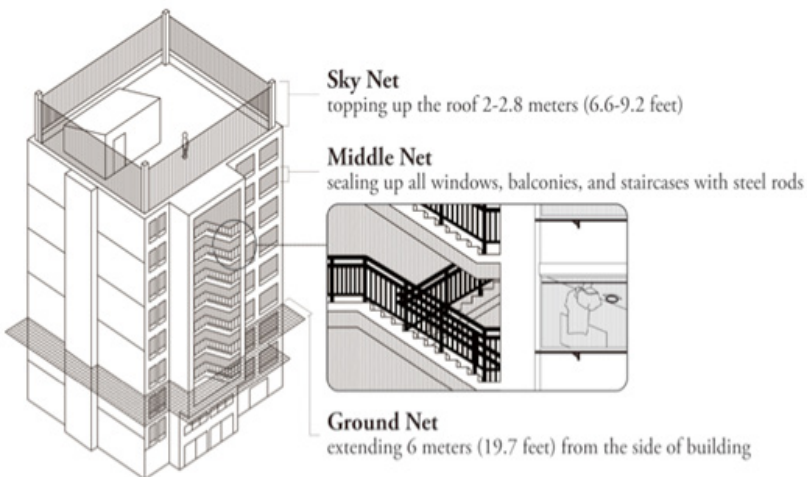 Sky Net
topping up the roof 2-2.8 meters (6.6-9.2 feet)
Middle Net
sealing up all windows, balconies, and staircases with steel rods
Ground Net
extending 6 meters (19.7 feet) from the side of building